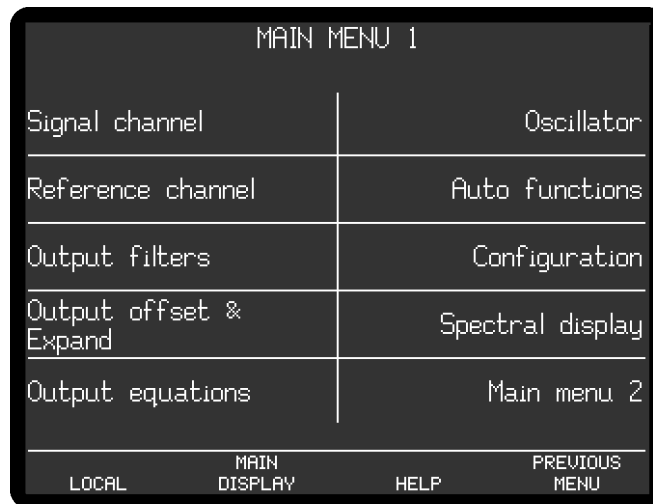 MAIN MENU 1
Signal channel
Oscillator
Reference channel
Auto functions
Output filters
Configuration
Output offset &
Expand
Spectral display
Output equations
Main menu 2
LOCAL
MAIN
DISPLAY
HELP
PREVIOUS
MENU